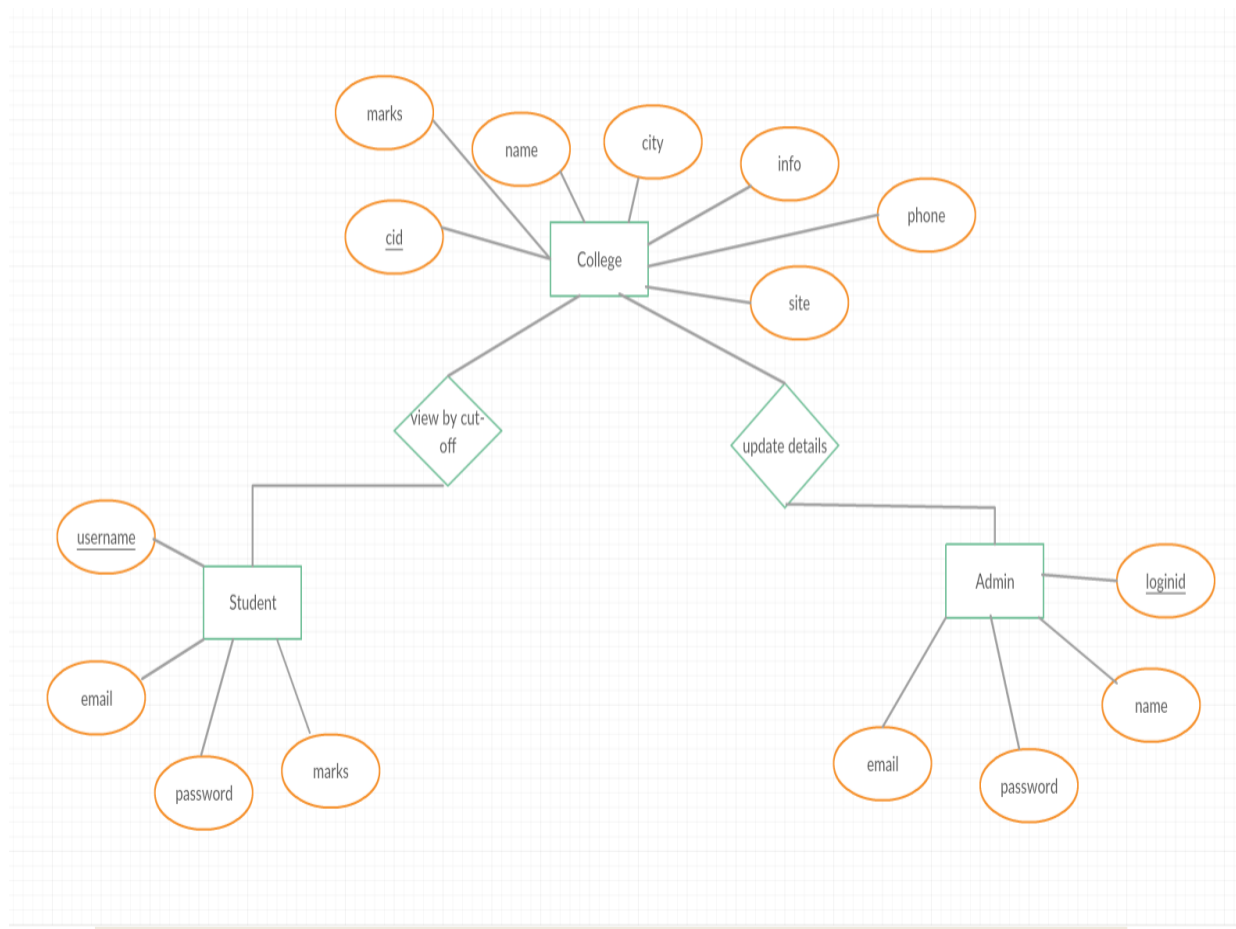 marks
name
city
info
phone
cid
College
site
view by cut-
off
update details
username
Student
email
password
marks
Admin
loginid
name
email
password